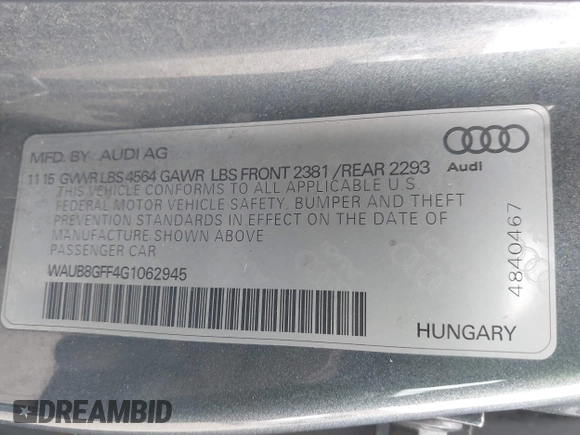 MFD. BY AUDI AG
11 15 GVWR LBS 4564 GAWR LBS FRONT 2381 / REAR 2293
THIS VEHICLE CONFORMS TO ALL APPLICABLE U.S.
FEDERAL MOTOR VEHICLE SAFETY, BUMPER AND THEFT
PREVENTION STANDARDS IN EFFECT ON THE DATE OF
MANUFACTURE SHOWN ABOVE
PASSENGER CAR
WAUB8GFF4G1062945
Audi
4840467
HUNGARY
DREAMBID